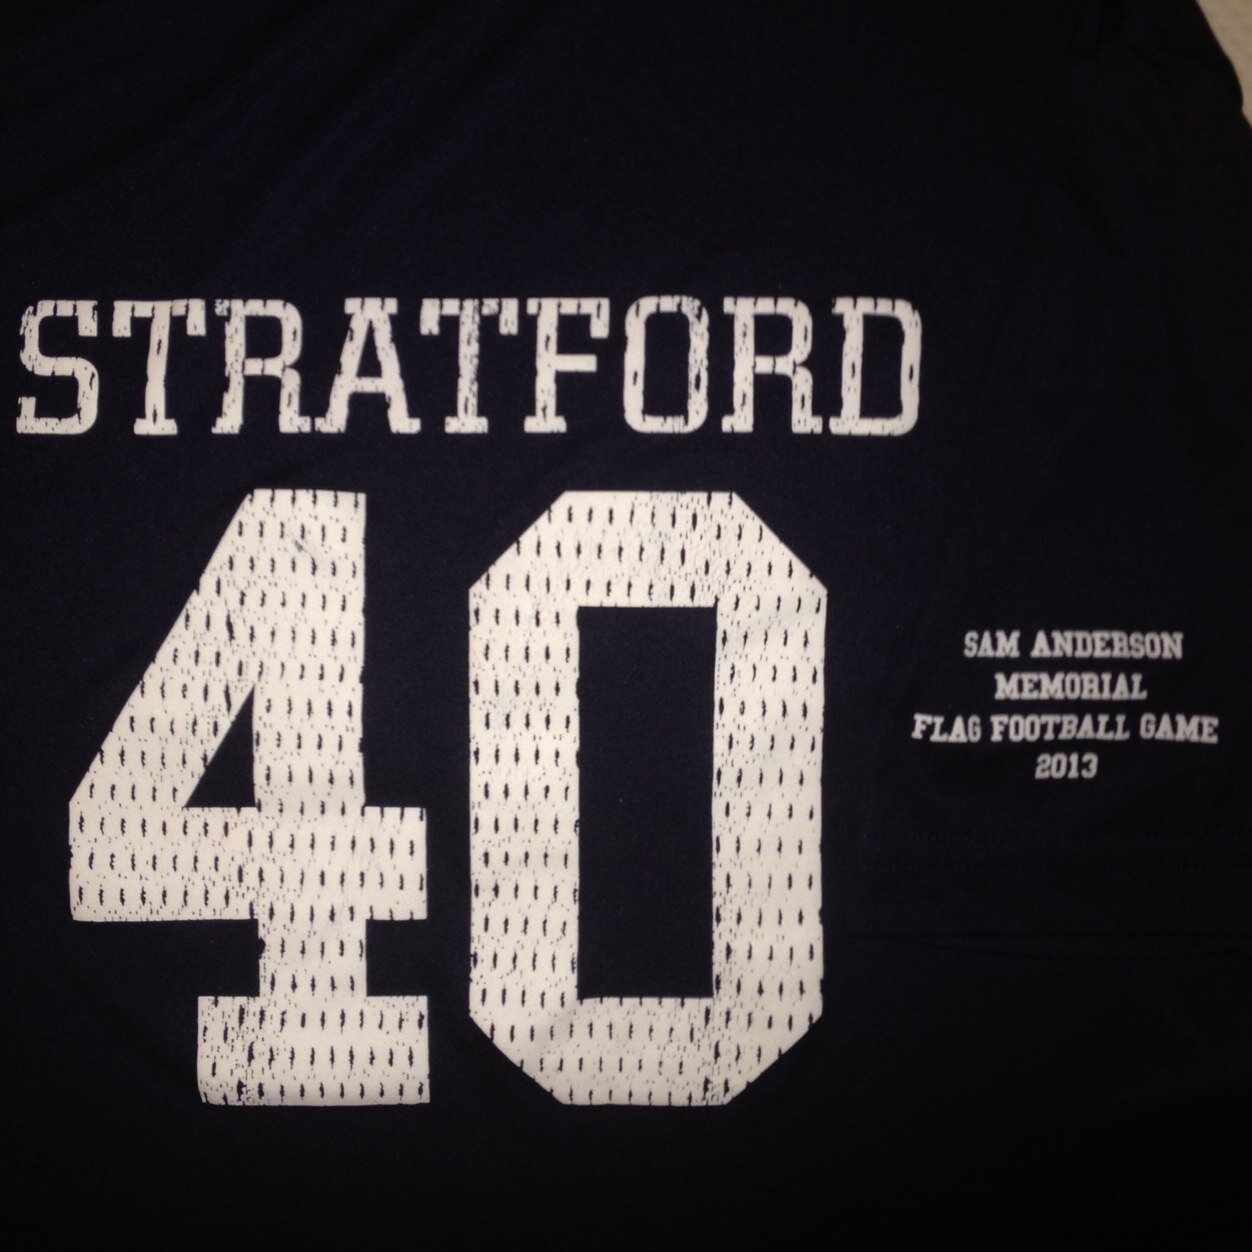 STRATFORD
40
SAM ANDERSON
MEMORIAL
FLAG FOOTBALL GAME
2013